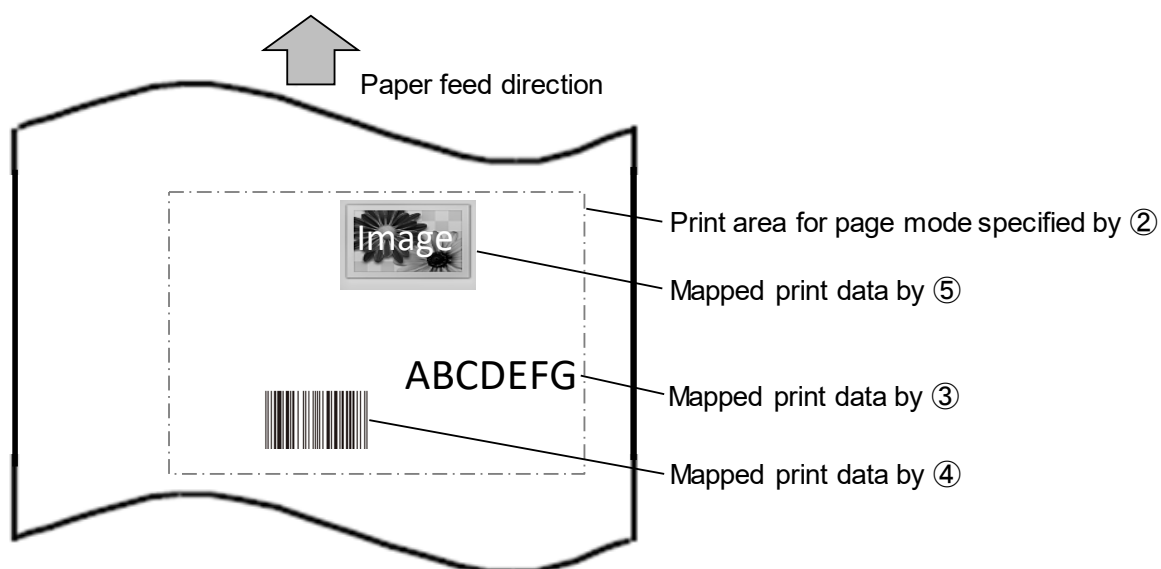 Paper feed direction
Print area for page mode specified by ②
Image
Mapped print data by ⑤
ABCDEFG
Mapped print data by ③
Mapped print data by ④